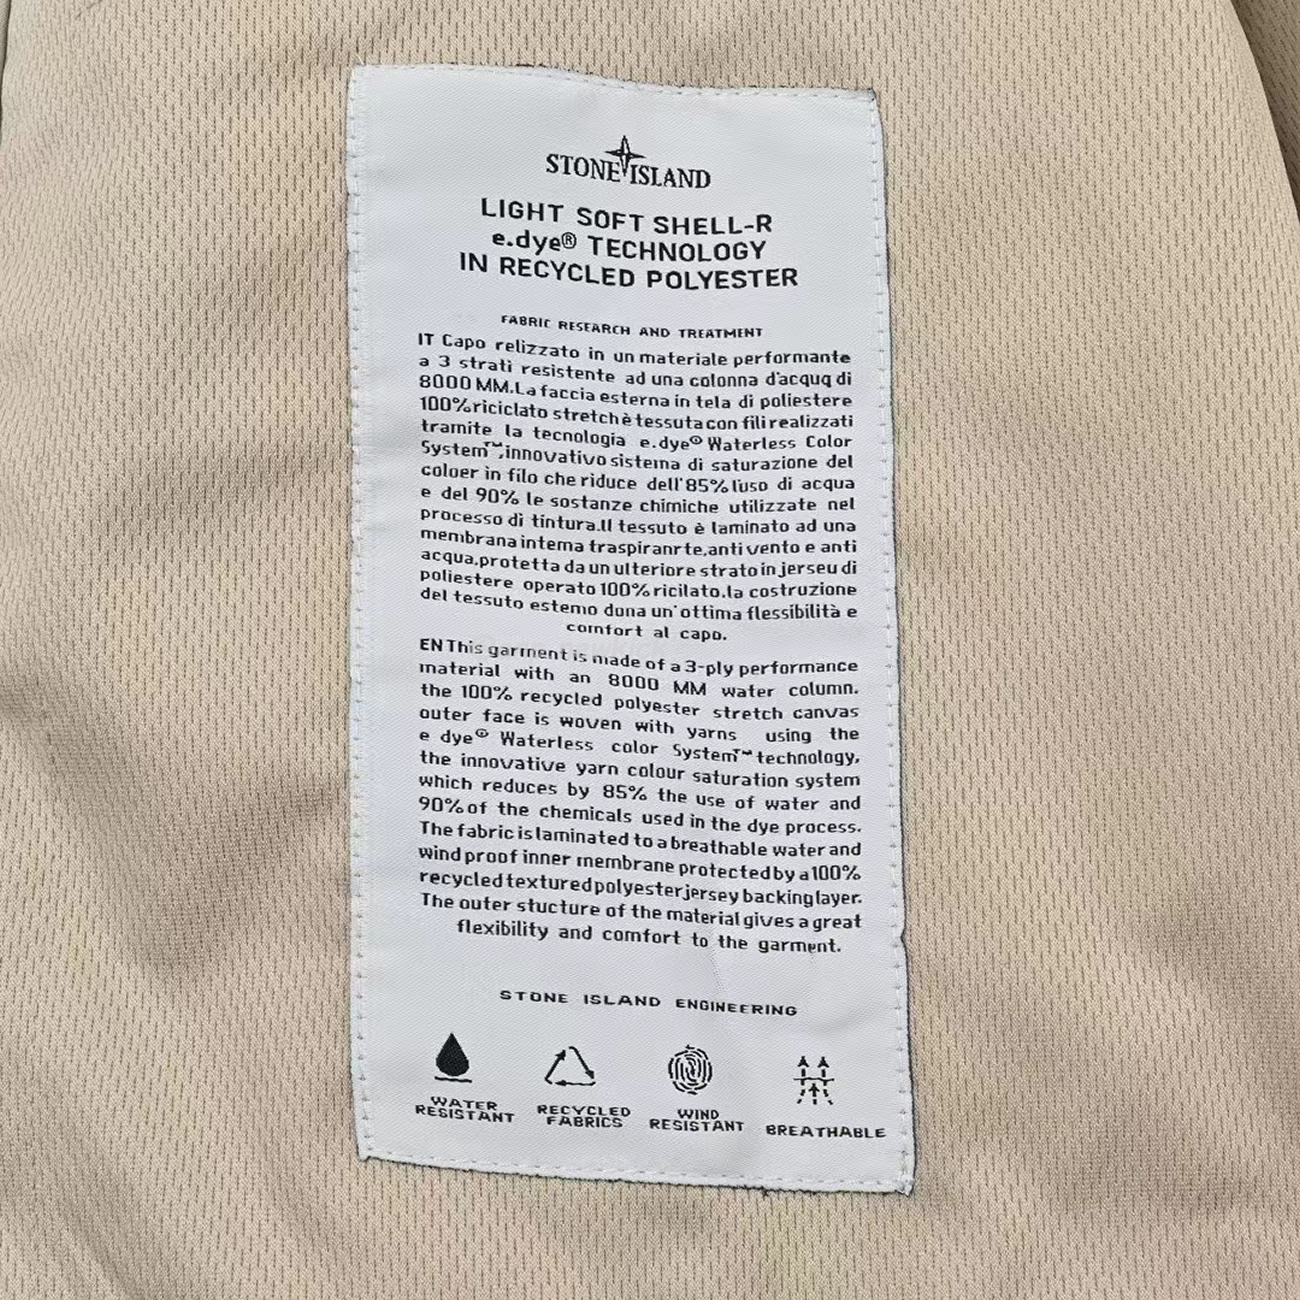 STONE ISLAND
LIGHT SOFT SHELL-R
e.dye® TECHNOLOGY
IN RECYCLED POLYESTER
FABRIC RESEARCH AND TREATMENT
IT Capo relizzato in un materiale performante
a 3 strati resistente ad una colonna d'acquq di
8000 MM.La faccia esterna in tela di poliestere
100% riciclato stretch è tessuta con fili realizzati
tramite la tecnologia e.dye® Waterless Color
System™,innovativo sistema di saturazione del
coloer in filo che riduce dell'85% l'uso di acqua
e del 90% le sostanze chimiche utilizzate nel
processo di tintura.Il tessuto è laminato ad una
membrana intema traspiranrte,anti vento e anti
acqua,protetta da un ulteriore strato in jerseu di
poliestere operato 100% ricilato.la costruzione
del tessuto estemo dona un'ottima flessibilità e
comfort al capo.
EN This garment is made of a 3-ply performance
material with an 8000 MM water column.
the 100% recycled polyester stretch canvas
outer face is woven with yarns using the
e dye® Waterless color System™ technology,
the innovative yarn colour saturation system
which reduces by 85% the use of water and
90% of the chemicals used in the dye process.
The fabric is laminated to a breathable water and
wind proof inner membrane protected by a 100%
recycled textured polyester jersey backing layer.
The outer stucture of the material gives a great
flexibility and comfort to the garment.
STONE ISLAND ENGINEERING
WATER RESISTANT
RECYCLED FABRICS
WIND RESISTANT
BREATHABLE